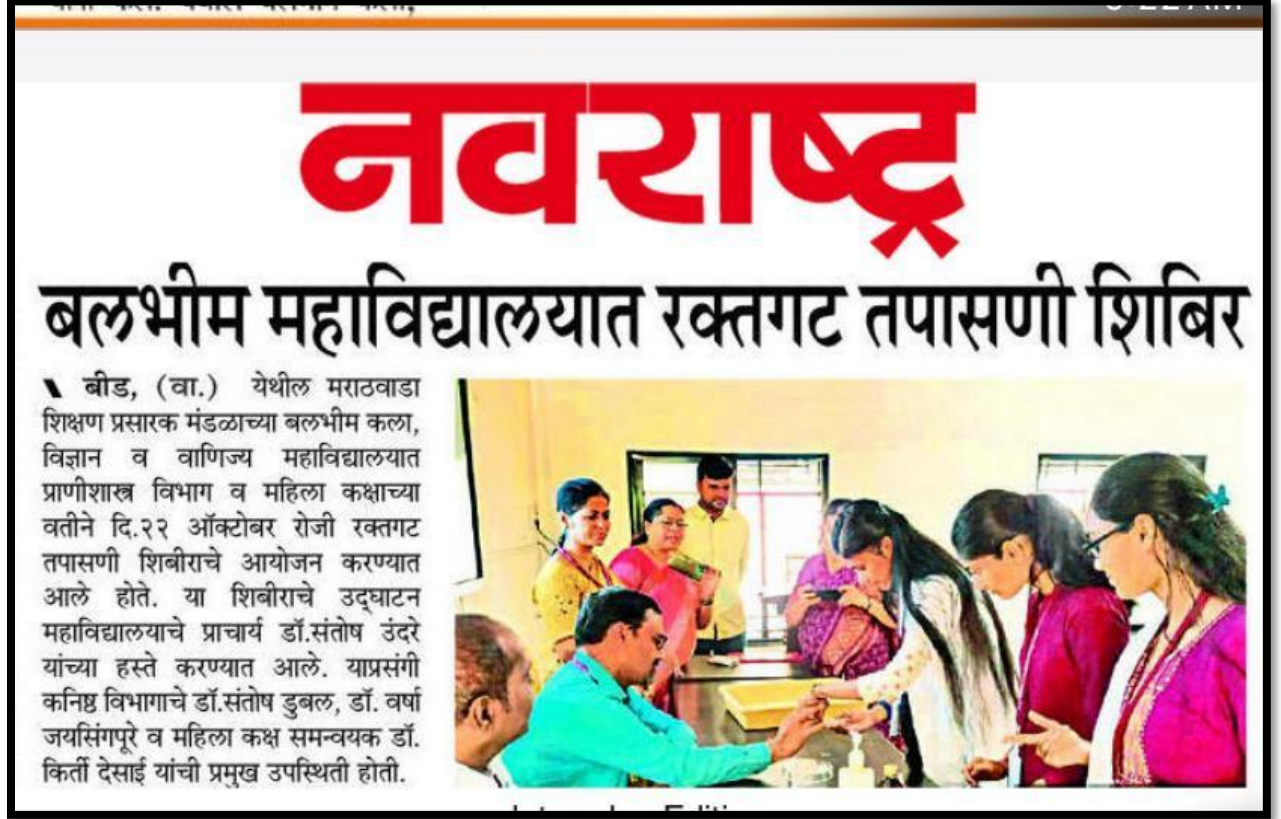 नवराष्ट्र
बलभीम महाविद्यालयात रक्तगट तपासणी शिबिर
बीड, (वा.) येथील मराठवाडा
शिक्षण प्रसारक मंडळाच्या बलभीम कला,
विज्ञान व वाणिज्य महाविद्यालयात
प्राणीशास्त्र विभाग व महिला कक्षाच्या
वतीने दि.२२ ऑक्टोबर रोजी रक्तगट
तपासणी शिबीराचे आयोजन करण्यात
आले होते. या शिबीराचे उद्‌घाटन
महाविद्यालयाचे प्राचार्य डॉ.संतोष उंदरे
यांच्या हस्ते करण्यात आले. याप्रसंगी
कनिष्ठ विभागाचे डॉ.संतोष डुबल, डॉ. वर्षा
जयसिंगपूरे व महिला कक्ष समन्वयक डॉ.
किर्ती देसाई यांची प्रमुख उपस्थिती होती.